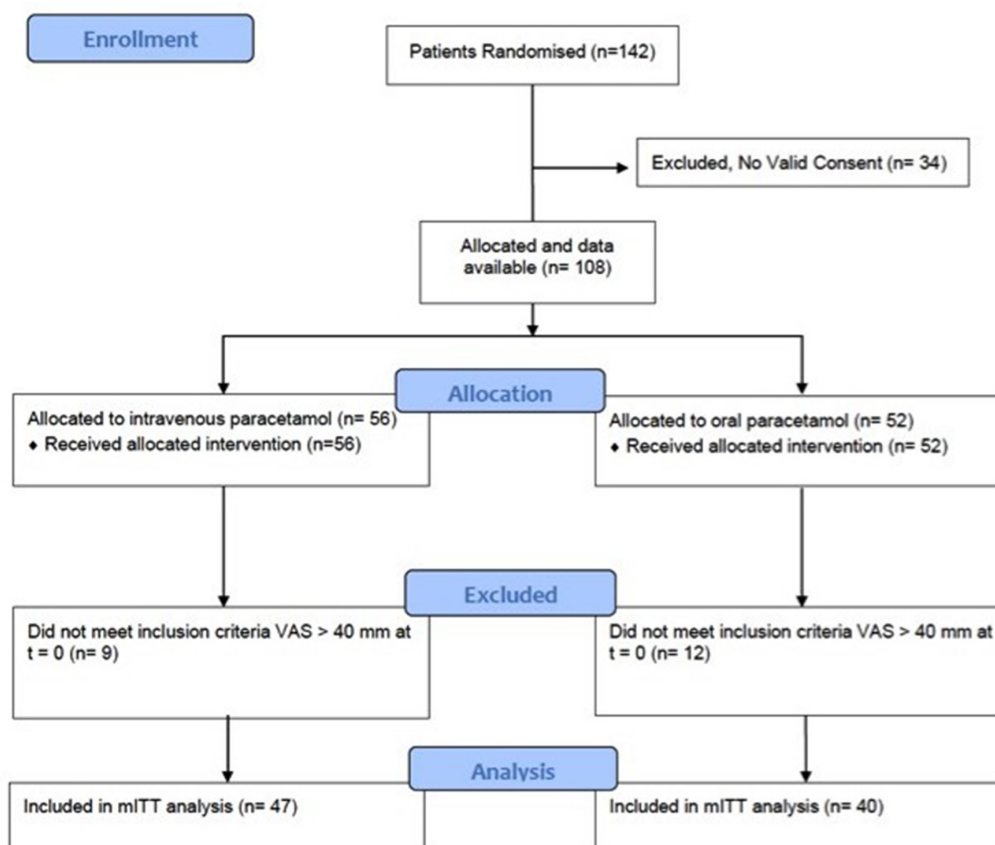 Enrollment
Patients Randomised (n=142)
Excluded, No Valid Consent (n= 34)
Allocated and data
available (n= 108)
Allocation
Allocated to intravenous paracetamol (n= 56)
♦ Received allocated intervention (n=56)
Allocated to oral paracetamol (n= 52)
♦ Received allocated intervention (n= 52)
Excluded
Did not meet inclusion criteria VAS > 40 mm at
t = 0 (n= 9)
Did not meet inclusion criteria VAS > 40 mm at
t = 0 (n= 12)
Analysis
Included in mITT analysis (n= 47)
Included in mITT analysis (n= 40)